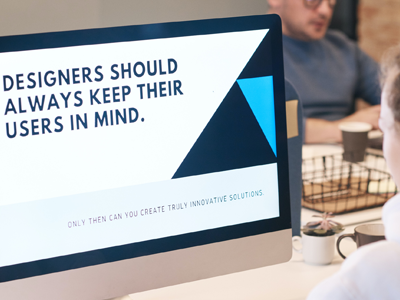 DESIGNERS SHOULD
ALWAYS KEEP THEIR
USERS IN MIND.
ONLY THEN CAN YOU CREATE TRULY INNOVATIVE SOLUTIONS.